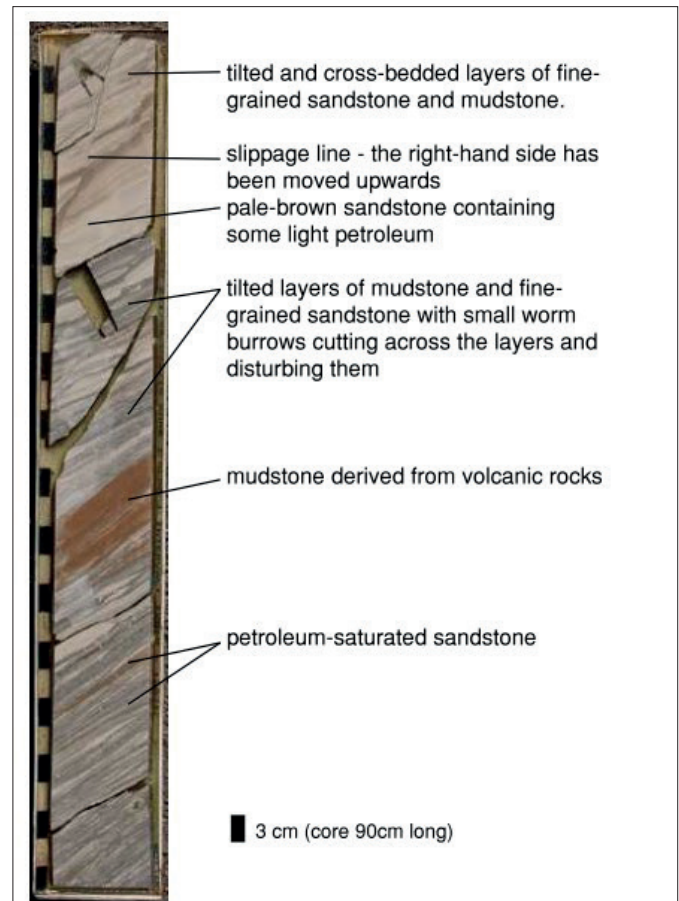 tilted and cross-bedded layers of fine-
grained sandstone and mudstone.
slippage line - the right-hand side has
been moved upwards
pale-brown sandstone containing
some light petroleum
tilted layers of mudstone and fine-
grained sandstone with small worm
burrows cutting across the layers and
disturbing them
mudstone derived from volcanic rocks
petroleum-saturated sandstone
3 cm (core 90cm long)